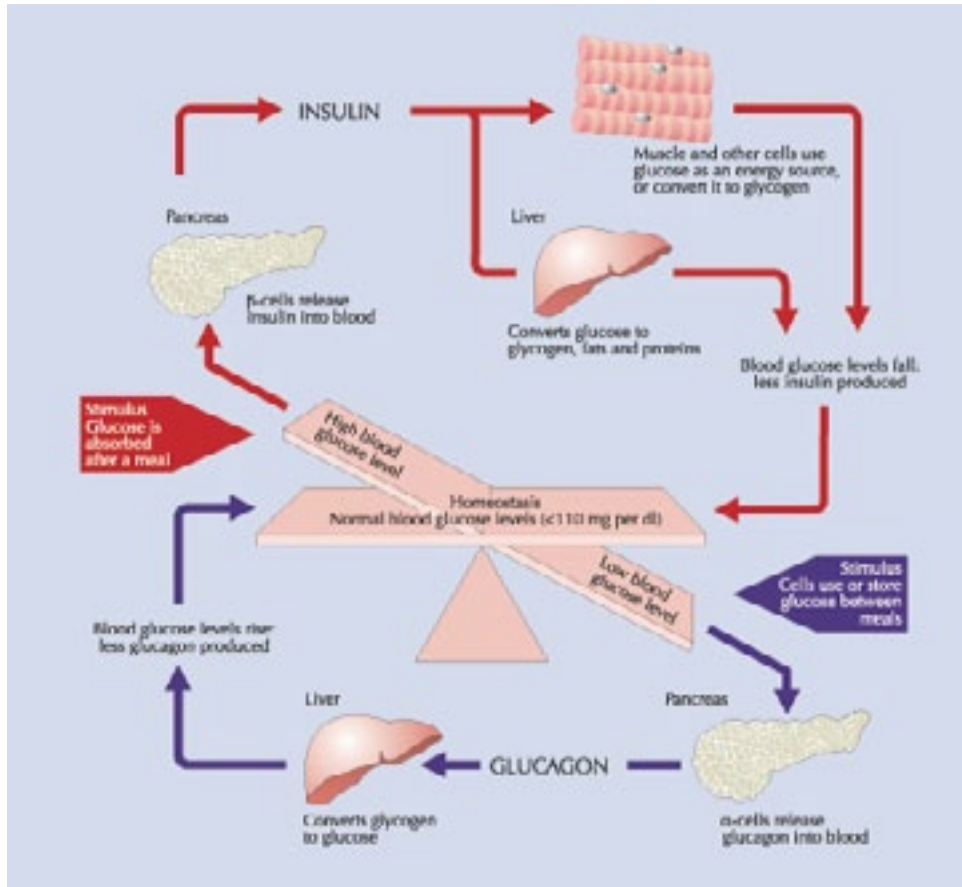 INSULIN
Muscle and other cells use
glucose as an energy source,
or convert it to glycogen
Pancreas
β-cells release
insulin into blood
Liver
Converts glucose to
glycogen, fats and proteins
Blood glucose levels fall:
less insulin produced
Stimulus
Glucose is
absorbed
after a meal
High blood
glucose level
Homeostasis
Normal blood glucose levels (<110 mg per dl)
Low blood
glucose level
Stimulus
Cells use or store
glucose between
meals
Blood glucose levels rise:
less glucagon produced
Liver
Converts glycogen
to glucose
GLUCAGON
Pancreas
α-cells release
glucagon into blood